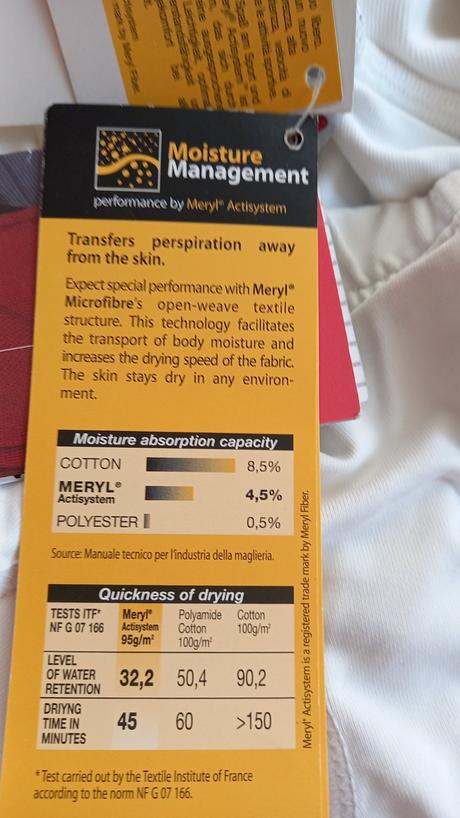 Moisture
Management
performance by Meryl® Actisystem
Transfers perspiration away
from the skin.
Expect special performance with Meryl®
Microfibre's open-weave textile
structure. This technology facilitates
the transport of body moisture and
increases the drying speed of the fabric.
The skin stays dry in any environ-
ment.
Moisture absorption capacity
COTTON 8,5%
MERYL® 4,5%
Actisystem
POLYESTER 0,5%
Source: Manuale tecnico per l'industria della maglieria.
Quickness of drying
TESTS ITF* Meryl® Polyamide Cotton
NF G 07 166 Actisystem Cotton 100g/m²
95g/m² 100g/m²
LEVEL
OF WATER 32,2 50,4 90,2
RETENTION
DRIYNG
TIME IN 45 60 >150
MINUTES
* Test carried out by the Textile Institute of France
according to the norm NF G 07 166.
Meryl® Actisystem is a registered trade mark by Meryl Fiber.